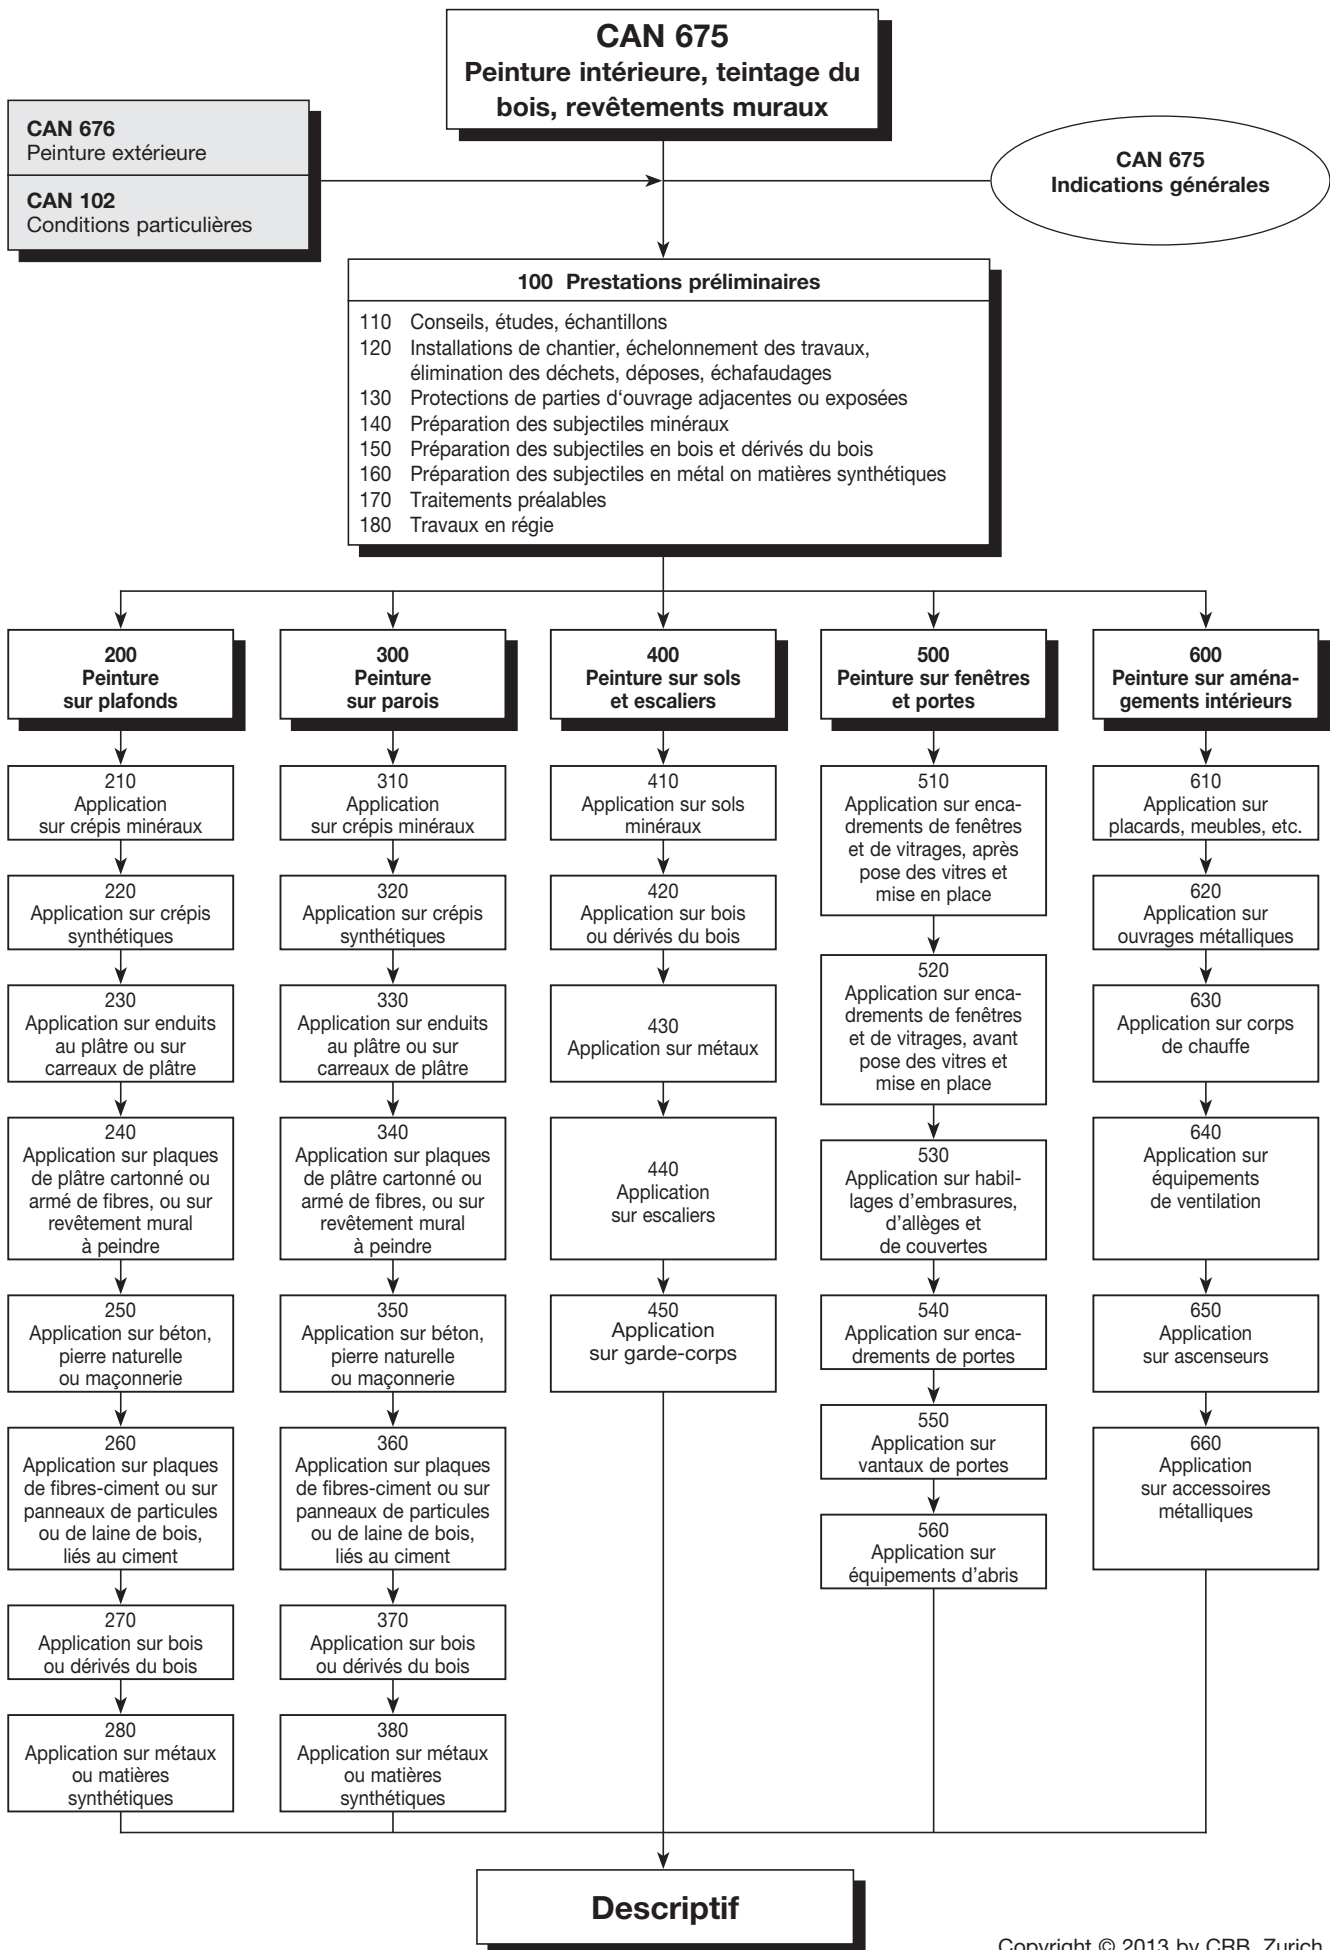 CAN 675
Peinture intérieure, teintage du
bois, revêtements muraux
CAN 676
Peinture extérieure
CAN 102
Conditions particulières
CAN 675
Indications générales
100 Prestations préliminaires
110 Conseils, études, échantillons
120 Installations de chantier, échelonnement des travaux,
élimination des déchets, déposes, échafaudages
130 Protections de parties d‘ouvrage adjacentes ou exposées
140 Préparation des subjectiles minéraux
150 Préparation des subjectiles en bois et dérivés du bois
160 Préparation des subjectiles en métal on matières synthétiques
170 Traitements préalables
180 Travaux en régie
200
Peinture
sur plafonds
210
Application
sur crépis minéraux
220
Application sur crépis
synthétiques
230
Application sur enduits
au plâtre ou sur
carreaux de plâtre
240
Application sur plaques
de plâtre cartonné ou
armé de fibres, ou sur
revêtement mural
à peindre
250
Application sur béton,
pierre naturelle
ou maçonnerie
260
Application sur plaques
de fibres-ciment ou sur
panneaux de particules
ou de laine de bois,
liés au ciment
270
Application sur bois
ou dérivés du bois
280
Application sur métaux
ou matières
synthétiques
300
Peinture
sur parois
310
Application
sur crépis minéraux
320
Application sur crépis
synthétiques
330
Application sur enduits
au plâtre ou sur
carreaux de plâtre
340
Application sur plaques
de plâtre cartonné ou
armé de fibres, ou sur
revêtement mural
à peindre
350
Application sur béton,
pierre naturelle
ou maçonnerie
360
Application sur plaques
de fibres-ciment ou sur
panneaux de particules
ou de laine de bois,
liés au ciment
370
Application sur bois
ou dérivés du bois
380
Application sur métaux
ou matières
synthétiques
400
Peinture sur sols
et escaliers
410
Application sur sols
minéraux
420
Application sur bois
ou dérivés du bois
430
Application sur métaux
440
Application
sur escaliers
450
Application
sur garde-corps
500
Peinture sur fenêtres
et portes
510
Application sur enca-
drements de fenêtres
et de vitrages, après
pose des vitres et
mise en place
520
Application sur enca-
drements de fenêtres
et de vitrages, avant
pose des vitres et
mise en place
530
Application sur habil-
lages d’embrasures,
d’allèges et
de couvertes
540
Application sur enca-
drements de portes
550
Application sur
vantaux de portes
560
Application sur
équipements d’abris
600
Peinture sur aména-
gements intérieurs
610
Application sur
placards, meubles, etc.
620
Application sur
ouvrages métalliques
630
Application sur corps
de chauffe
640
Application sur
équipements
de ventilation
650
Application
sur ascenseurs
660
Application
sur accessoires
métalliques
Descriptif
Copyright © 2013 by CRB, Zurich